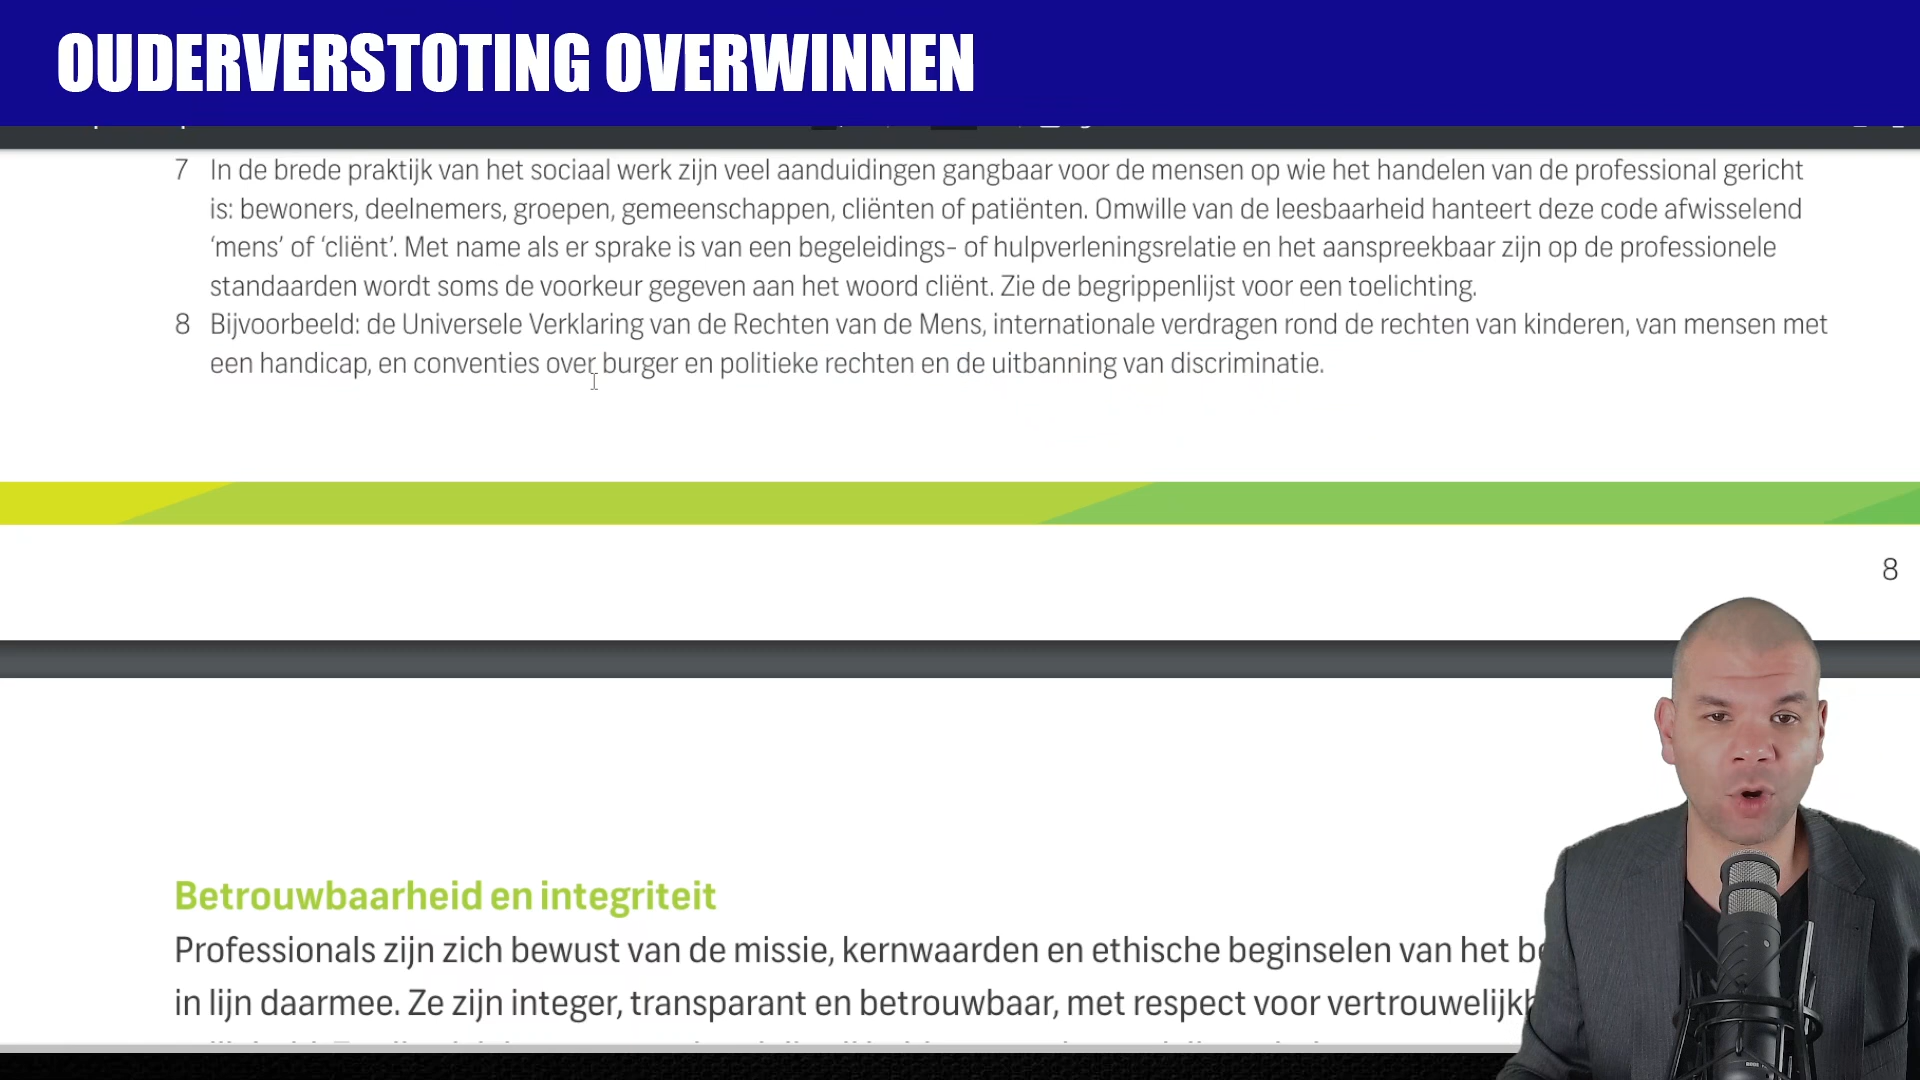 OUDERVERSTOTING OVERWINNEN
7 In de brede praktijk van het sociaal werk zijn veel aanduidingen gangbaar voor de mensen op wie het handelen van de professional gericht
is: bewoners, deelnemers, groepen, gemeenschappen, cliënten of patiënten. Omwille van de leesbaarheid hanteert deze code afwisselend
‘mens’ of ‘cliënt’. Met name als er sprake is van een begeleidings- of hulpverleningsrelatie en het aanspreekbaar zijn op de professionele
standaarden wordt soms de voorkeur gegeven aan het woord cliënt. Zie de begrippenlijst voor een toelichting.
8 Bijvoorbeeld: de Universele Verklaring van de Rechten van de Mens, internationale verdragen rond de rechten van kinderen, van mensen met
een handicap, en conventies over burger en politieke rechten en de uitbanning van discriminatie.
8
Betrouwbaarheid en integriteit
Professionals zijn zich bewust van de missie, kernwaarden en ethische beginselen van het
in lijn daarmee. Ze zijn integer, transparant en betrouwbaar, met respect voor